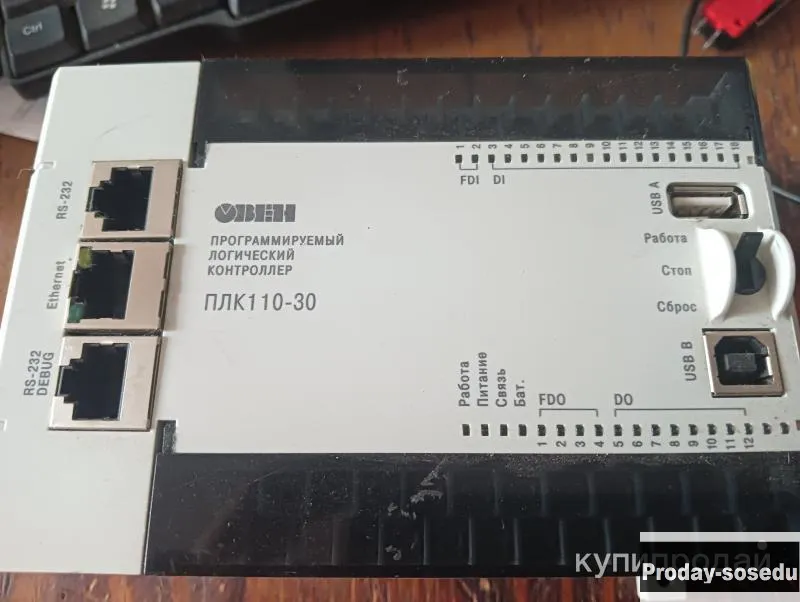 Ctrl
RS-232
Ethernet
RS-232
DEBUG
ОВЕН
ПРОГРАММИРУЕМЫЙ
ЛОГИЧЕСКИЙ
КОНТРОЛЛЕР
ПЛК110-30
1 2 3 4 5 6 7 8 9 10 11 12 13 14 15 16 17 18
FDI DI
USB A
Работа
Стоп
Сброс
USB B
Работа
Питание
Связь
Бат.
FDO DO
1 2 3 4 5 6 7 8 9 10 11 12
купипродай
Proday-sosedu